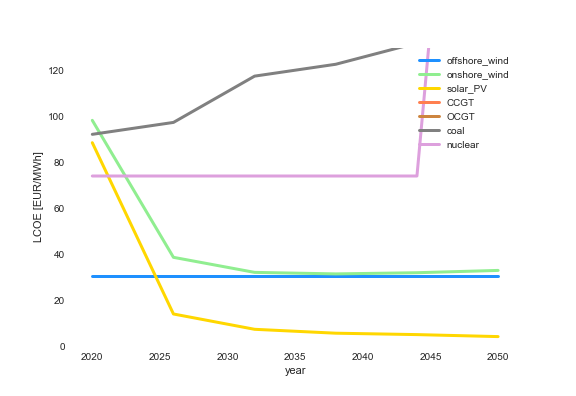 120
100
80
60
40
20
0
LCOE [EUR/MWh]
2020 2025 2030 2035 2040 2045 2050
year
offshore_wind
onshore_wind
solar_PV
CCGT
OCGT
coal
nuclear